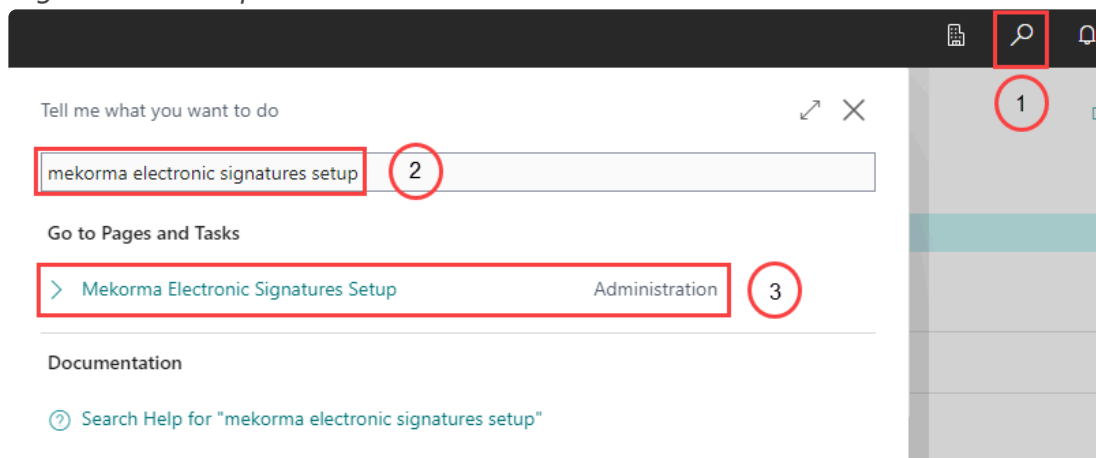 1
Tell me what you want to do
mekorma electronic signatures setup 2
Go to Pages and Tasks
Mekorma Electronic Signatures Setup Administration 3
Documentation
Search Help for "mekorma electronic signatures setup"